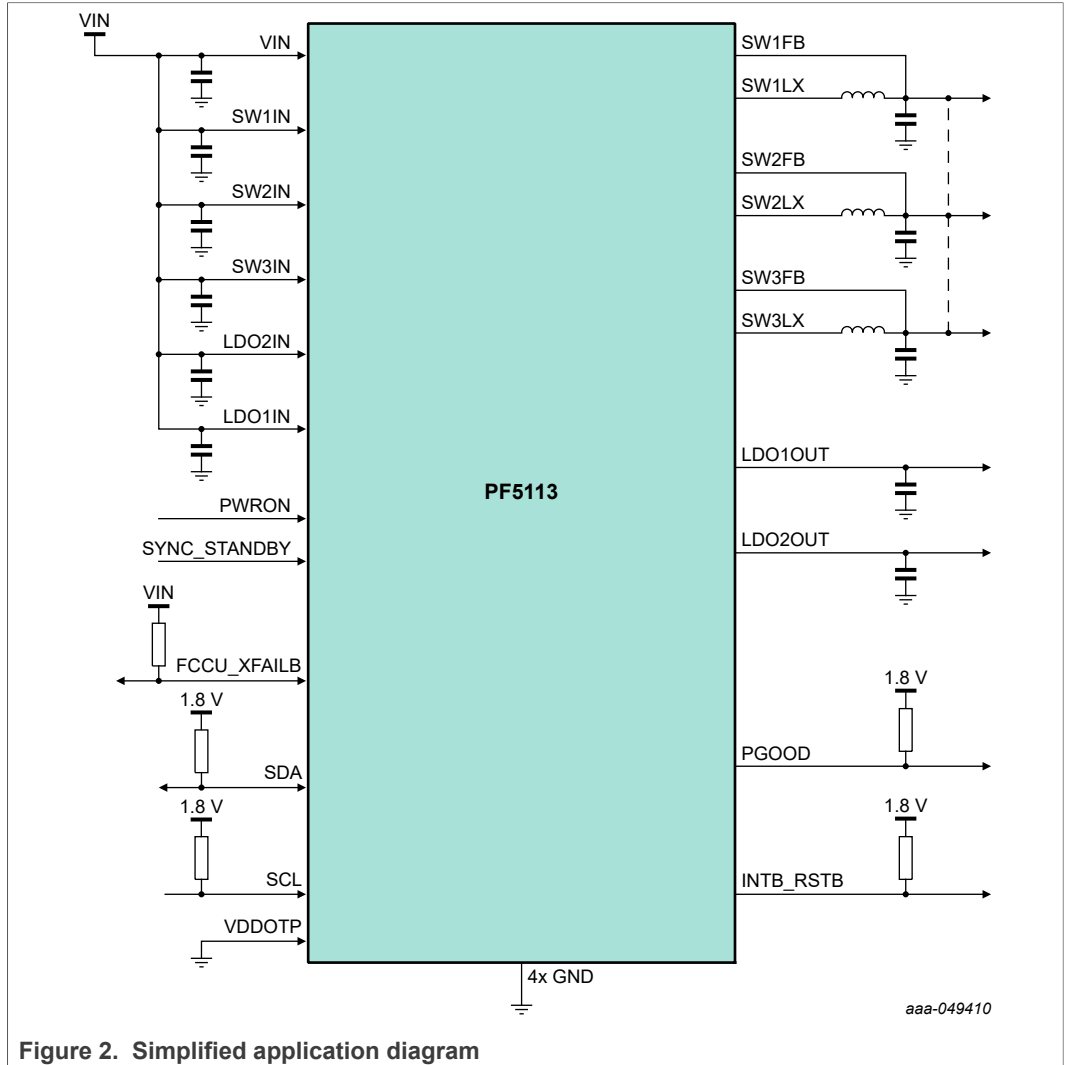 VIN
VIN
SW1IN
SW2IN
SW3IN
LDO2IN
LDO1IN
PWRON
SYNC_STANDBY
VIN
FCCU_XFAILB
1.8 V
SDA
1.8 V
SCL
VDDOTP
PF5113
4x GND
SW1FB
SW1LX
SW2FB
SW2LX
SW3FB
SW3LX
LDO1OUT
LDO2OUT
1.8 V
PGOOD
1.8 V
INTB_RSTB
aaa-049410
Figure 2. Simplified application diagram